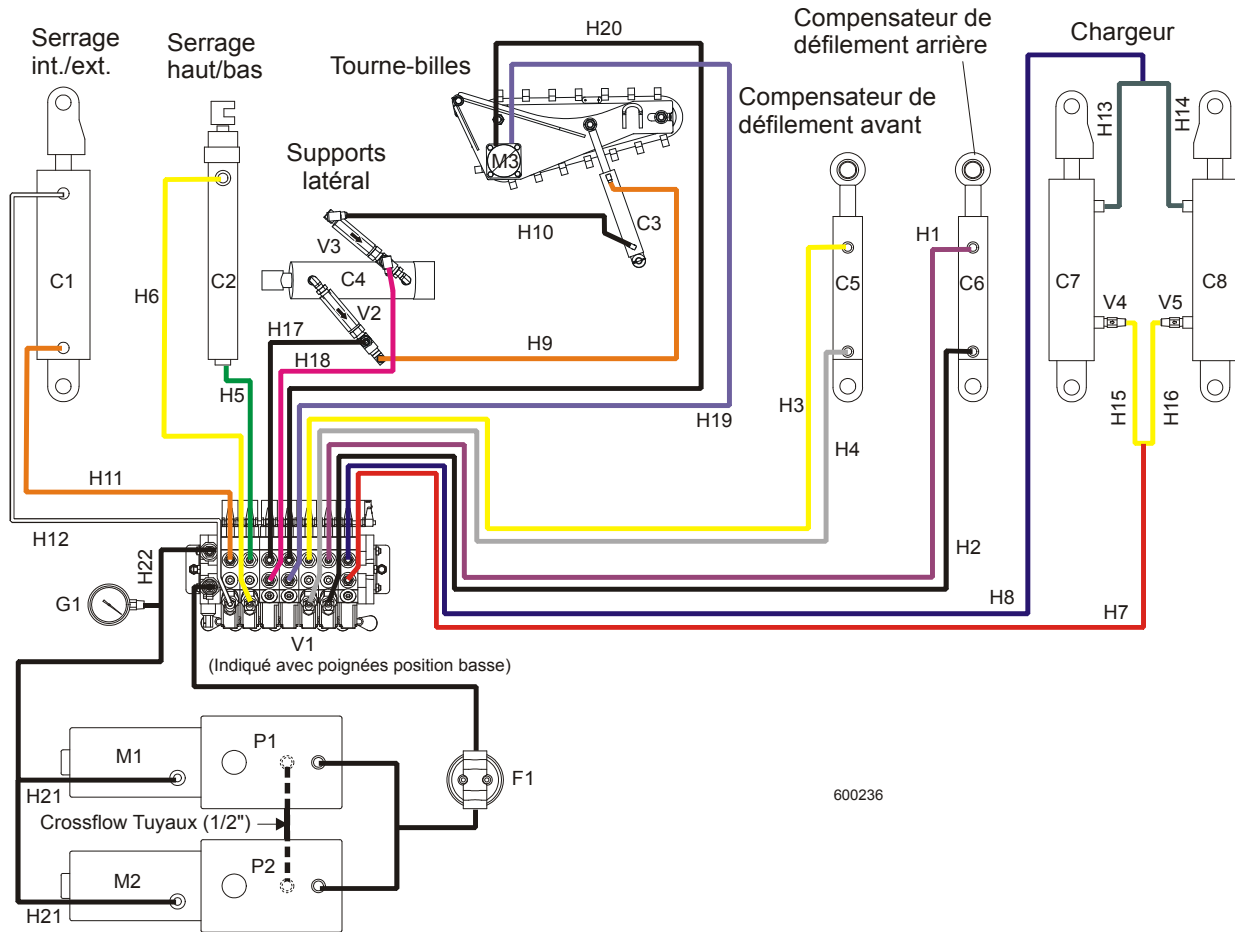 Serrage
int./ext.
Serrage
haut/bas
Tourne-billes
H20
Compensateur de
défilement arrière
Chargeur
Compensateur de
défilement avant
Supports
latéral
M3
H13
H14
V3
H10
C3
C1
H6
C2
C4
V2
H1
C5
C6
C7
V4
V5
C8
H17
H18
H9
H5
H3
H19
H4
H15
H16
H11
H12
H22
H2
H8
H7
G1
V1
(Indiqué avec poignées position basse)
M1
P1
F1
H21
600236
Crossflow Tuyaux (1/2")
M2
P2
H21